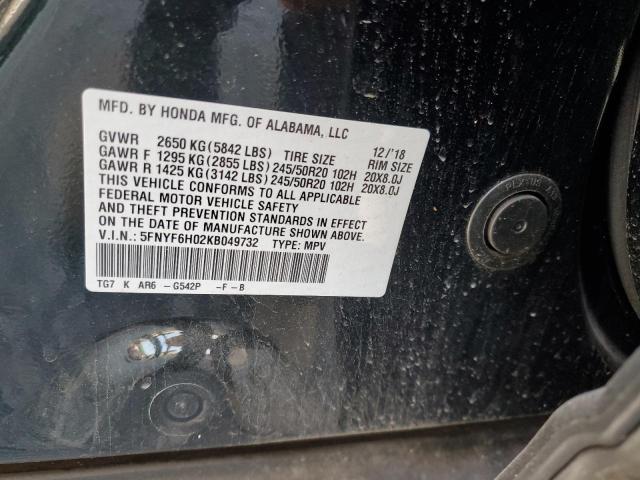 MFD. BY HONDA MFG. OF ALABAMA, LLC
GVWR 2650 KG(5842 LBS) TIRE SIZE 12/'18 RIM SIZE
GAWR F 1295 KG(2855 LBS)245/50R20 102H 20X8.0J
GAWR R 1425 KG(3142 LBS)245/50R20 102H 20X8.0J
THIS VEHICLE CONFORMS TO ALL APPLICABLE
FEDERAL MOTOR VEHICLE SAFETY
AND THEFT PREVENTION STANDARDS IN EFFECT
ON THE DATE OF MANUFACTURE SHOWN ABOVE.
V.I.N.: 5FNYF6H02KB049732 TYPE: MPV
TG7 K AR6 -G542P -F-B